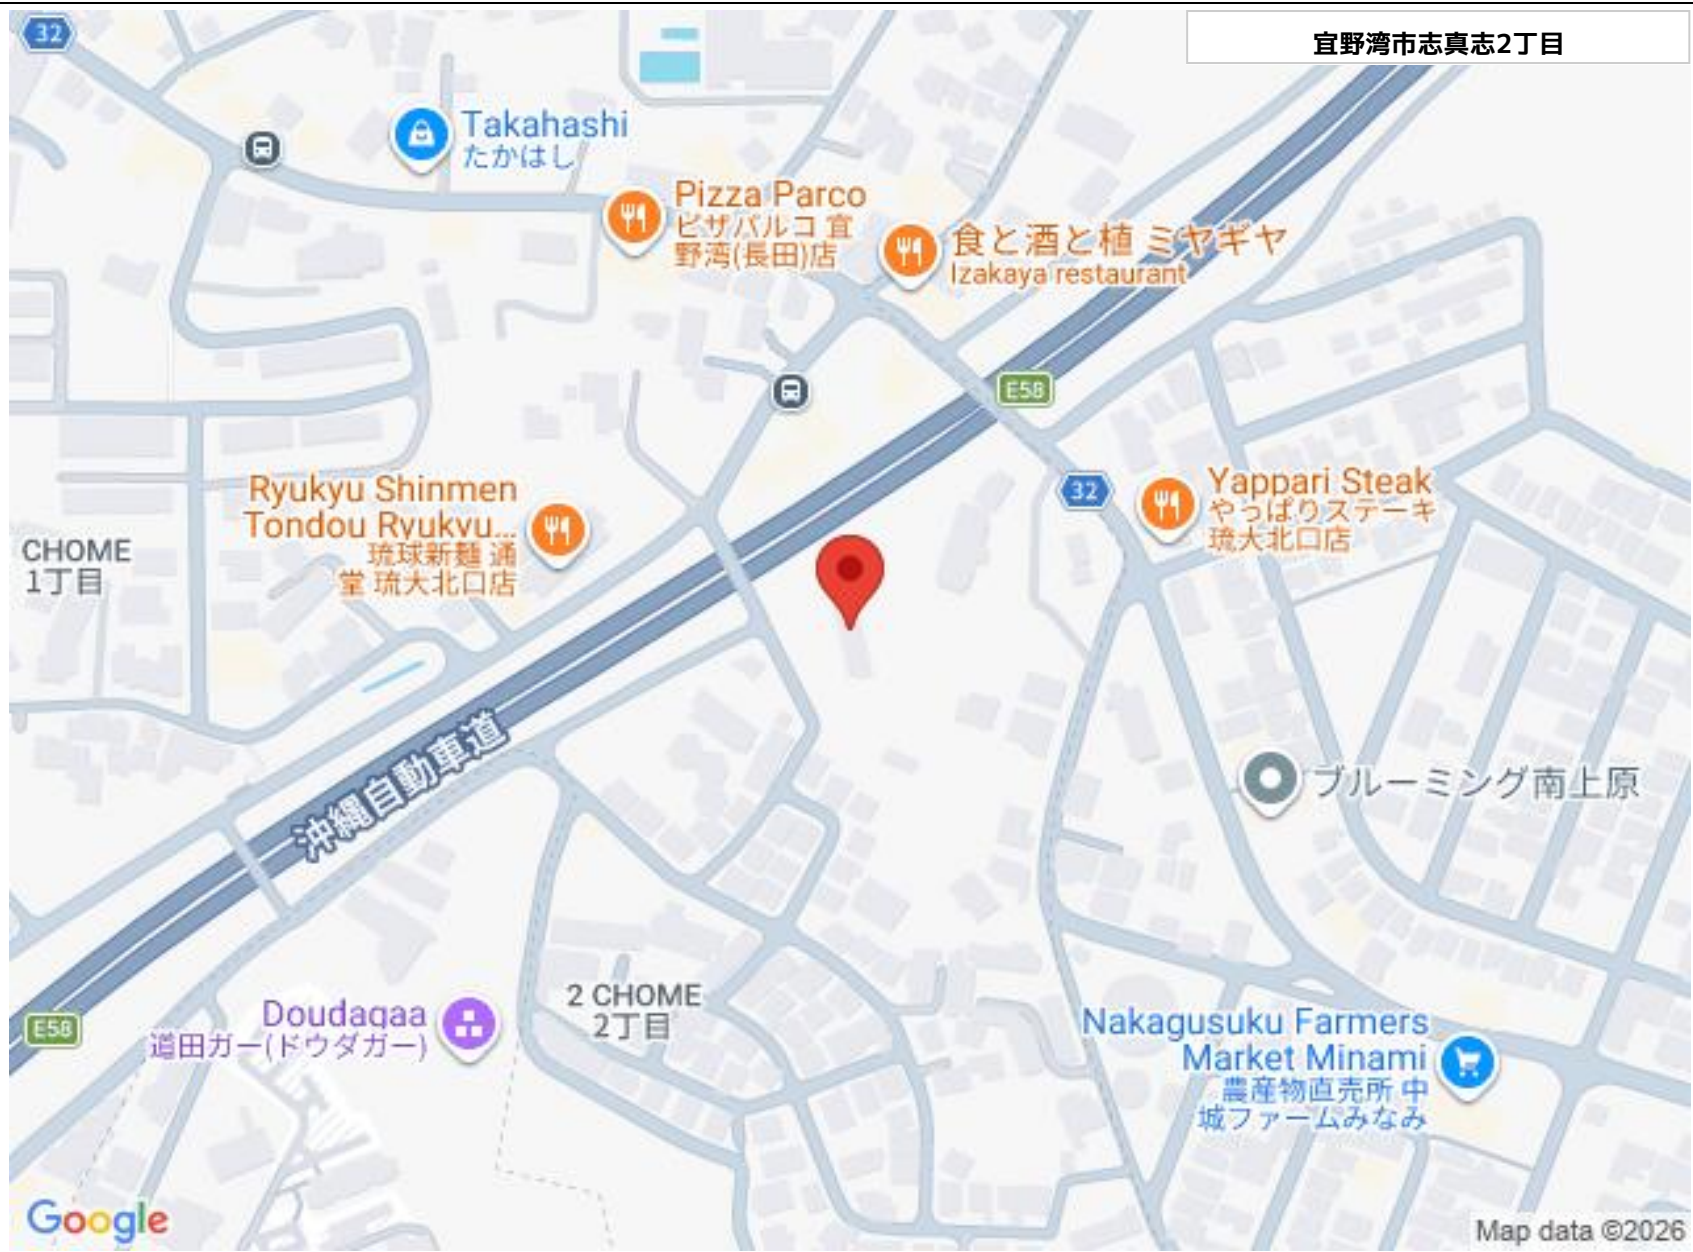 宜野湾市志真志2丁目
32
Takahashi
たかはし
Pizza Parco
ピザパルコ 宜
野湾(長田)店
食と酒と植 ミヤギヤ
Izakaya restaurant
E58
32
Yappari Steak
やっぱりステーキ
琉大北口店
Ryukyu Shinmen
Tondou Ryukyu...
琉球新麺 通
堂 琉大北口店
CHOME
1丁目
沖縄自動車道
ブルーミング南上原
E58
Doudagaa
道田ガー(ドウダガー)
2 CHOME
2丁目
Nakagusuku Farmers
Market Minami
農産物直売所 中
城ファームみなみ
Google
Map data ©2026